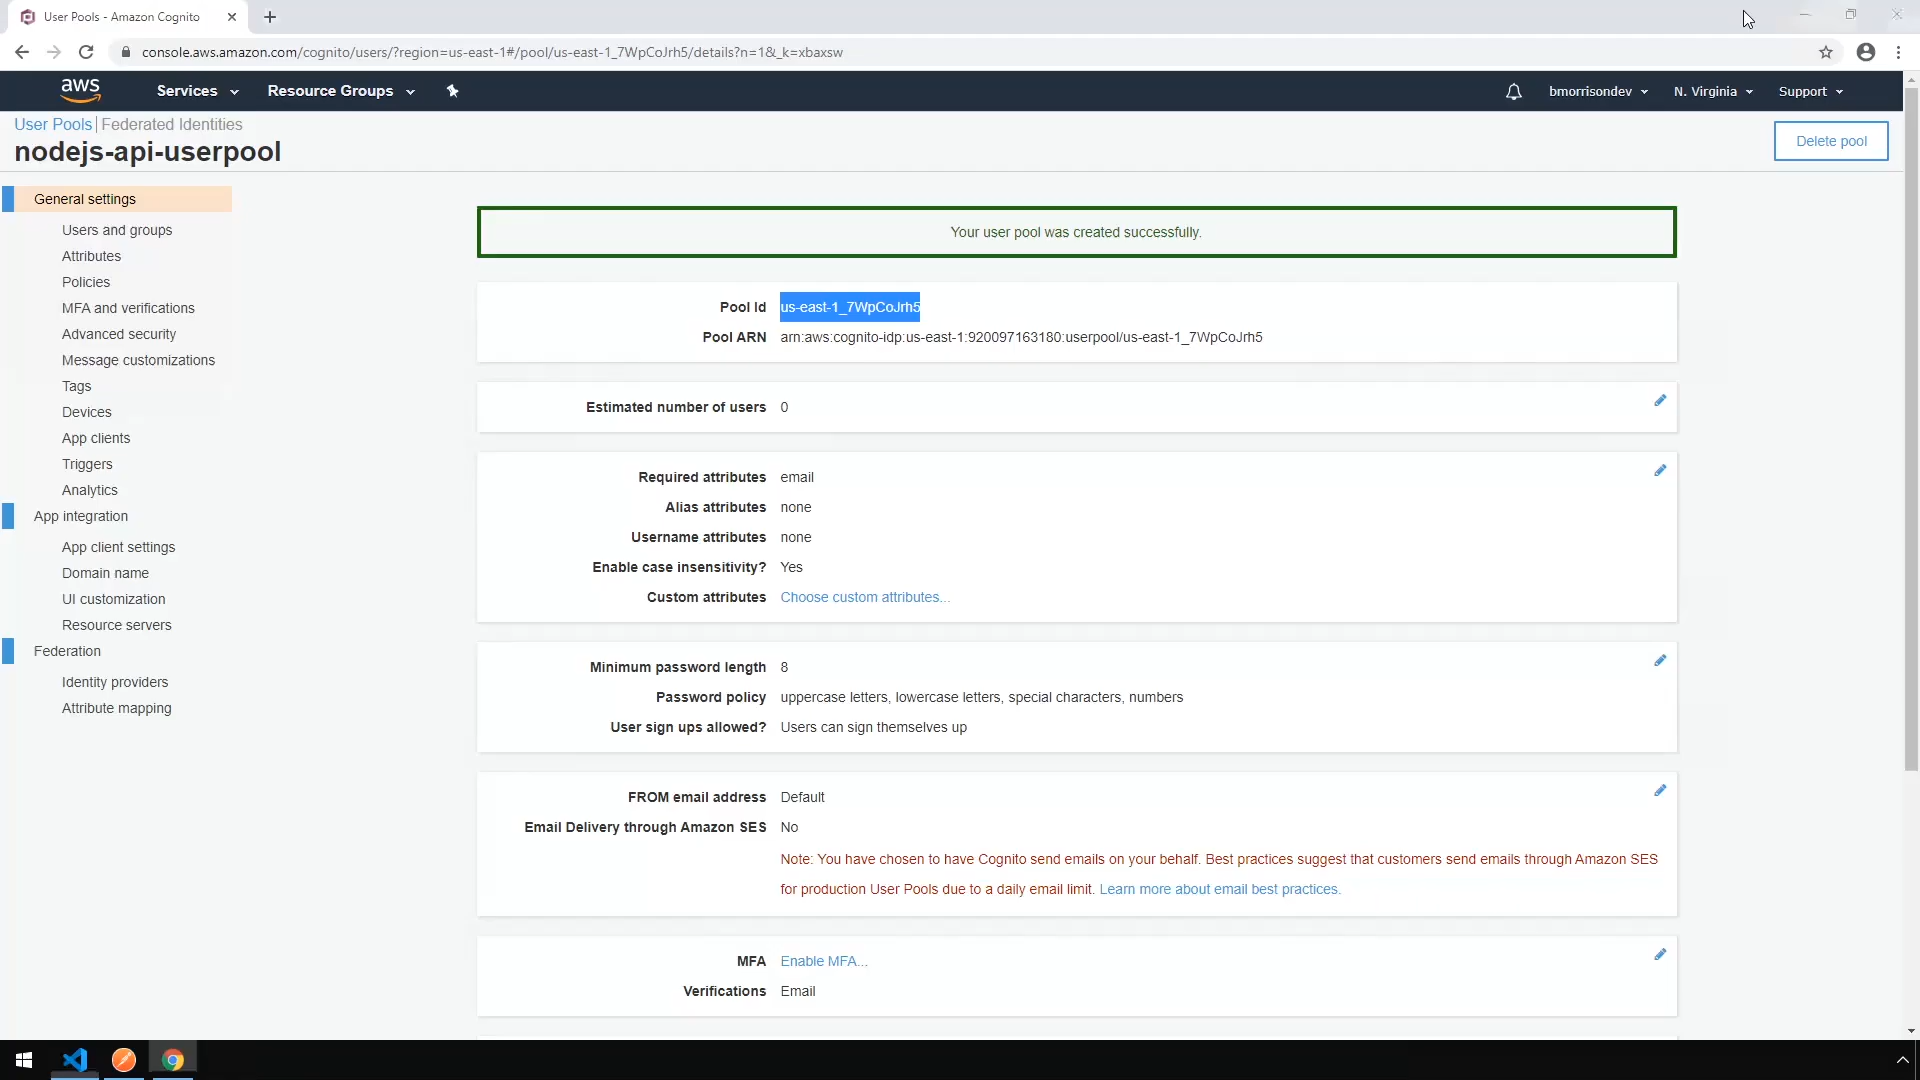 User Pools - Amazon Cognito
console.aws.amazon.com/cognito/users/?region=us-east-1#/pool/us-east-1_7WpCoJrh5/details?n=1&_k=xbaxsw
aws
Services
Resource Groups
bmorrisondev
N. Virginia
Support
User Pools | Federated Identities
nodejs-api-userpool
Delete pool
General settings
Users and groups
Attributes
Policies
MFA and verifications
Advanced security
Message customizations
Tags
Devices
App clients
Triggers
Analytics
App integration
App client settings
Domain name
UI customization
Resource servers
Federation
Identity providers
Attribute mapping
Your user pool was created successfully.
Pool Id us-east-1_7WpCoJrh5
Pool ARN arn:aws:cognito-idp:us-east-1:920097163180:userpool/us-east-1_7WpCoJrh5
Estimated number of users 0
Required attributes email
Alias attributes none
Username attributes none
Enable case insensitivity? Yes
Custom attributes Choose custom attributes...
Minimum password length 8
Password policy uppercase letters, lowercase letters, special characters, numbers
User sign ups allowed? Users can sign themselves up
FROM email address Default
Email Delivery through Amazon SES No
Note: You have chosen to have Cognito send emails on your behalf. Best practices suggest that customers send emails through Amazon SES
for production User Pools due to a daily email limit. Learn more about email best practices.
MFA Enable MFA...
Verifications Email